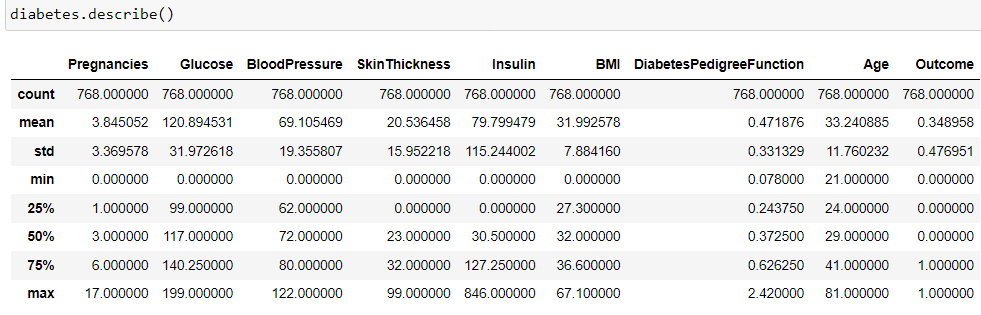 diabetes.describe()
Pregnancies Glucose BloodPressure SkinThickness Insulin BMI DiabetesPedigreeFunction Age Outcome
count 768.000000 768.000000 768.000000 768.000000 768.000000 768.000000 768.000000 768.000000 768.000000
mean 3.845052 120.894531 69.105469 20.536458 79.799479 31.992578 0.471876 33.240885 0.348958
std 3.369578 31.972618 19.355807 15.952218 115.244002 7.884160 0.331329 11.760232 0.476951
min 0.000000 0.000000 0.000000 0.000000 0.000000 0.000000 0.078000 21.000000 0.000000
25% 1.000000 99.000000 62.000000 0.000000 0.000000 27.300000 0.243750 24.000000 0.000000
50% 3.000000 117.000000 72.000000 23.000000 30.500000 32.000000 0.372500 29.000000 0.000000
75% 6.000000 140.250000 80.000000 32.000000 127.250000 36.600000 0.626250 41.000000 1.000000
max 17.000000 199.000000 122.000000 99.000000 846.000000 67.100000 2.420000 81.000000 1.000000